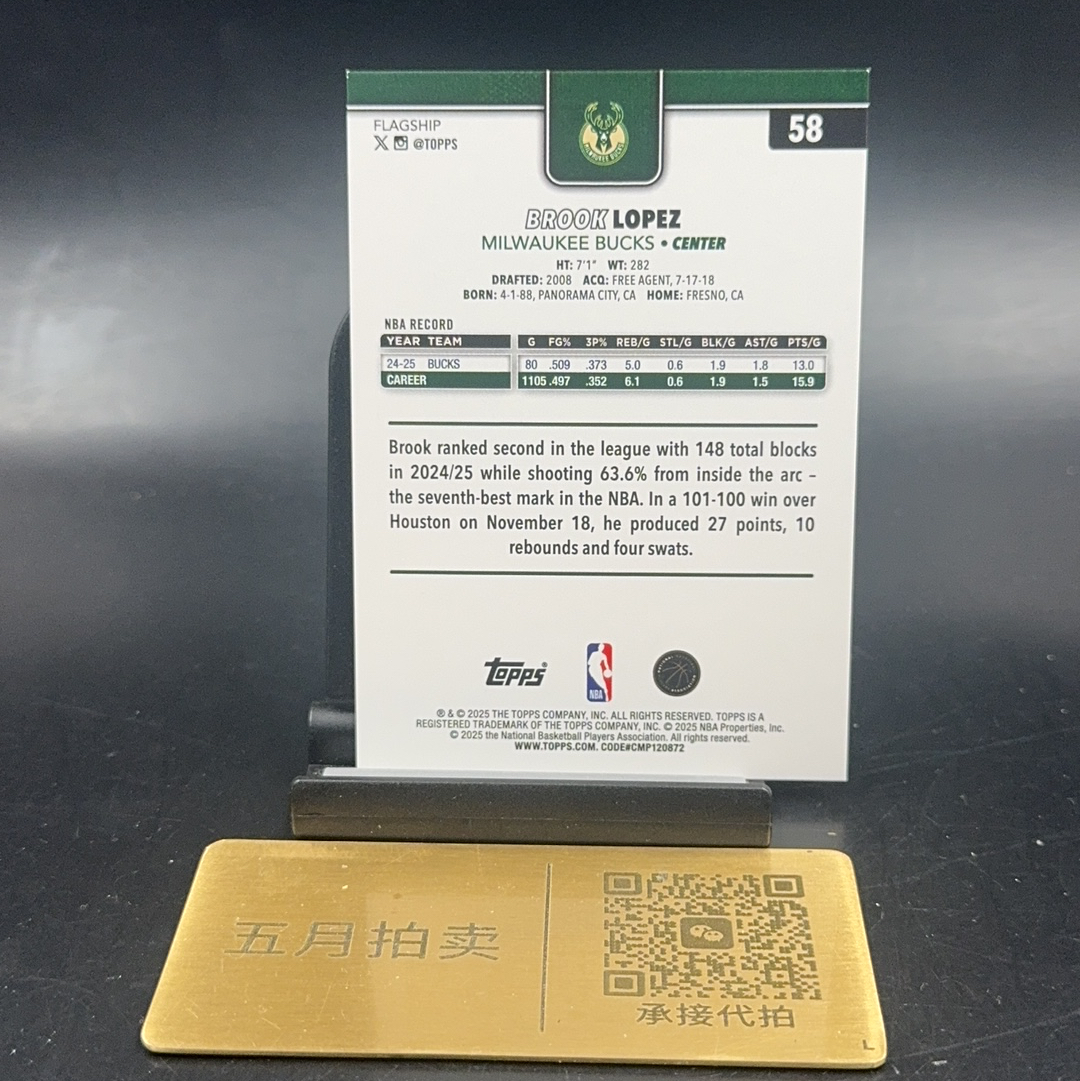 FLAGSHIP
@TOPPS
58
MILWAUKEE BUCKS
BROOK LOPEZ
MILWAUKEE BUCKS • CENTER
HT: 7'1" WT: 282
DRAFTED: 2008 ACQ: FREE AGENT, 7-17-18
BORN: 4-1-88, PANORAMA CITY, CA HOME: FRESNO, CA
NBA RECORD
YEAR TEAM G FG% 3P% REB/G STL/G BLK/G AST/G PTS/G
24-25 BUCKS 80 .509 .373 5.0 0.6 1.9 1.8 13.0
CAREER 1105 .497 .352 6.1 0.6 1.9 1.5 15.9
Brook ranked second in the league with 148 total blocks
in 2024/25 while shooting 63.6% from inside the arc –
the seventh-best mark in the NBA. In a 101-100 win over
Houston on November 18, he produced 27 points, 10
rebounds and four swats.
Topps®
NBA
® & © 2025 THE TOPPS COMPANY, INC. ALL RIGHTS RESERVED. TOPPS IS A
REGISTERED TRADEMARK OF THE TOPPS COMPANY, INC. © 2025 NBA Properties, Inc.
© 2025 the National Basketball Players Association. All rights reserved.
WWW.TOPPS.COM. CODE#CMP120872
五月拍卖
承接代拍